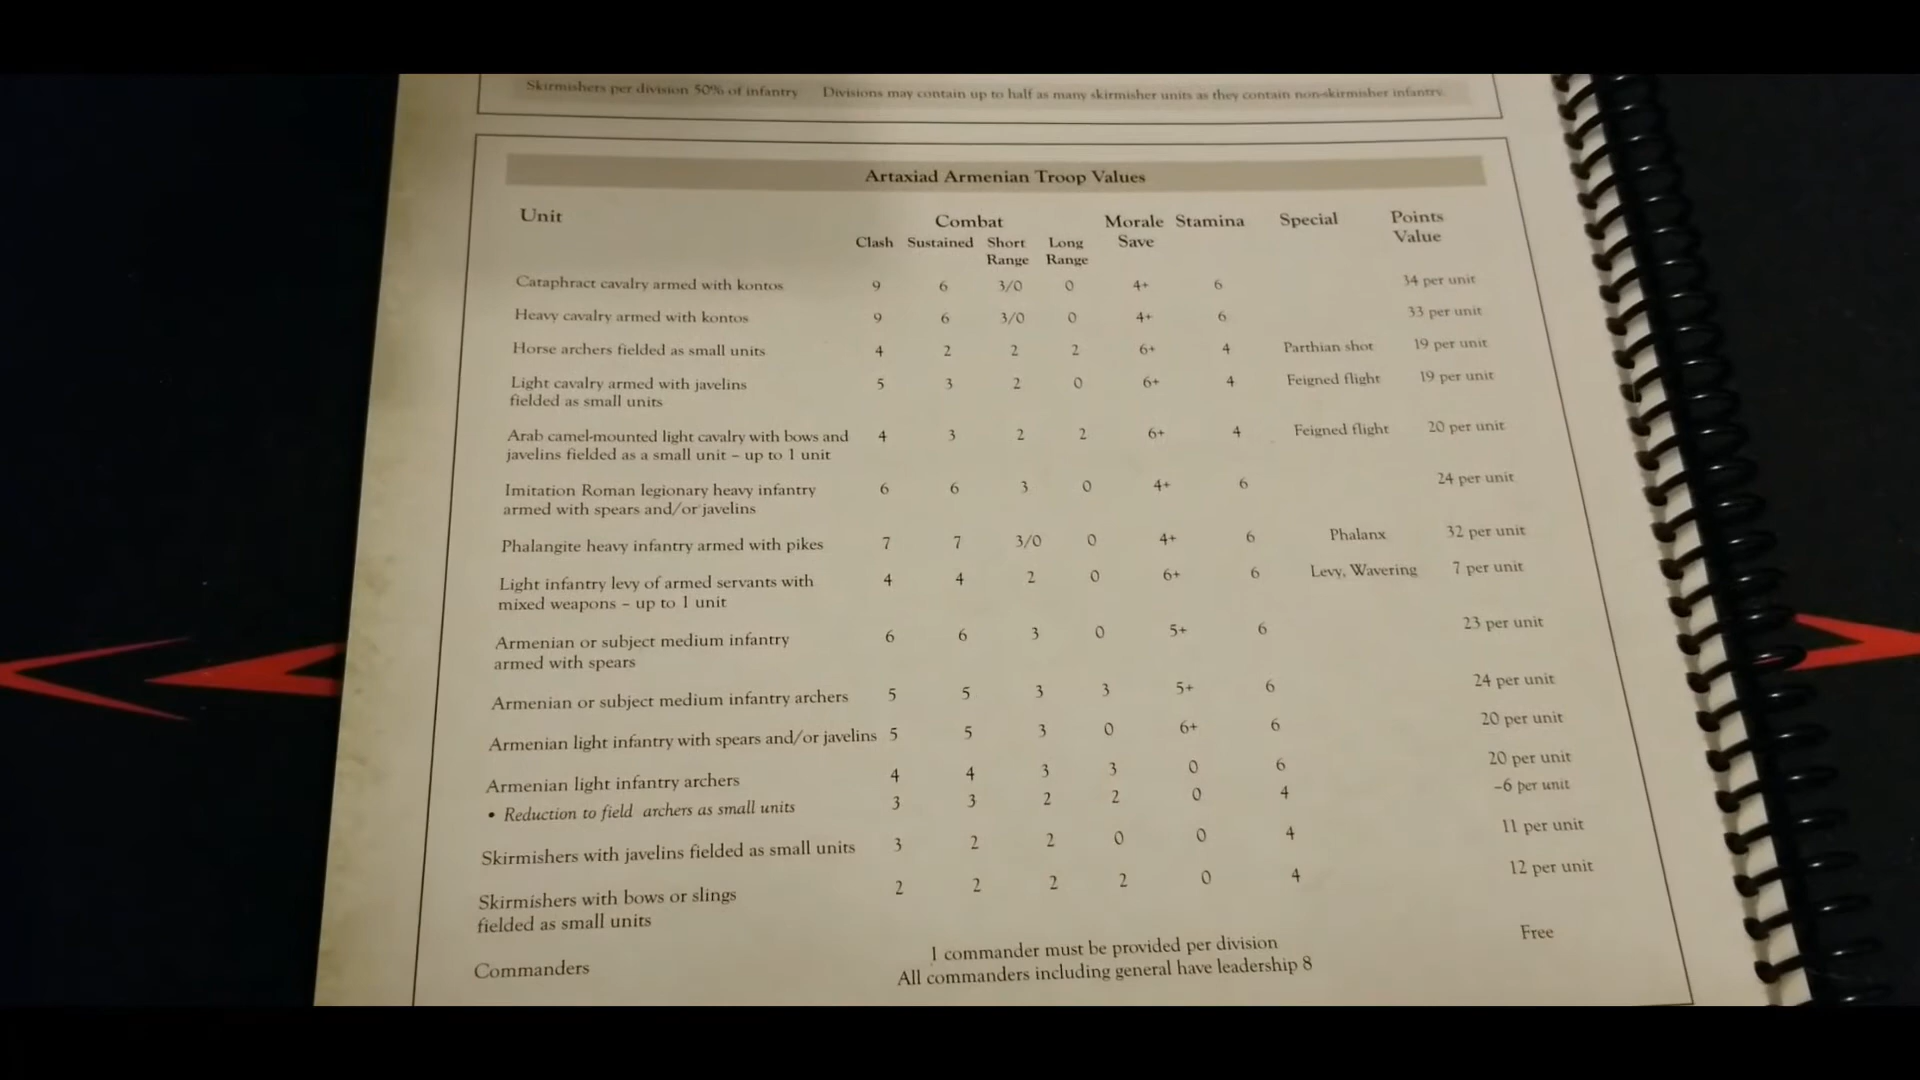 Skirmishers per division 50% of infantry Divisions may contain up to half as many skirmisher units as they contain non-skirmisher infantry.
Artaxiad Armenian Troop Values
Unit Combat Morale Stamina Special Points
Clash Sustained Short Long Save Value
Range Range
Cataphract cavalry armed with kontos 9 6 3/0 0 4+ 6 34 per unit
Heavy cavalry armed with kontos 9 6 3/0 0 4+ 6 33 per unit
Horse archers fielded as small units 4 2 2 2 6+ 4 Parthian shot 19 per unit
Light cavalry armed with javelins 5 3 2 0 6+ 4 Feigned flight 19 per unit
fielded as small units
Arab camel-mounted light cavalry with bows and 4 3 2 2 6+ 4 Feigned flight 20 per unit
javelins fielded as a small unit – up to 1 unit
Imitation Roman legionary heavy infantry 6 6 3 0 4+ 6 24 per unit
armed with spears and/or javelins
Phalangite heavy infantry armed with pikes 7 7 3/0 0 4+ 6 Phalanx 32 per unit
Light infantry levy of armed servants with 4 4 2 0 6+ 6 Levy, Wavering 7 per unit
mixed weapons – up to 1 unit
Armenian or subject medium infantry 6 6 3 0 5+ 6 23 per unit
armed with spears
Armenian or subject medium infantry archers 5 5 3 3 5+ 6 24 per unit
Armenian light infantry with spears and/or javelins 5 5 3 0 6+ 6 20 per unit
Armenian light infantry archers 4 4 3 3 0 6 20 per unit
• Reduction to field archers as small units 3 3 2 2 0 4 –6 per unit
Skirmishers with javelins fielded as small units 3 2 2 0 0 4 11 per unit
Skirmishers with bows or slings 2 2 2 2 0 4 12 per unit
fielded as small units
Commanders 1 commander must be provided per division Free
All commanders including general have leadership 8